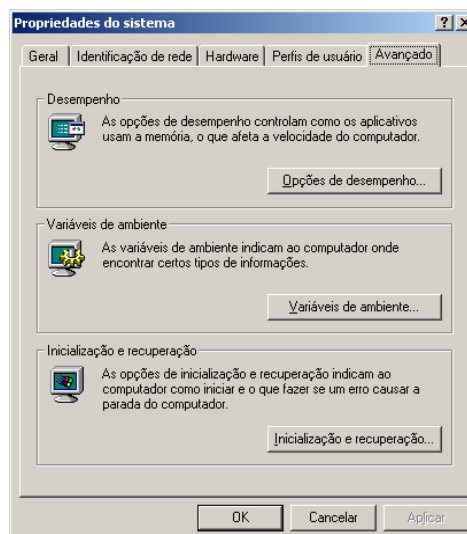 Propriedades do sistema
Geral Identificação de rede Hardware Perfis de usuário Avançado
Desempenho
As opções de desempenho controlam como os aplicativos
usam a memória, o que afeta a velocidade do computador.
Opções de desempenho...
Variáveis de ambiente
As variáveis de ambiente indicam ao computador onde
encontrar certos tipos de informações.
Variáveis de ambiente...
Inicialização e recuperação
As opções de inicialização e recuperação indicam ao
computador como iniciar e o que fazer se um erro causar a
parada do computador.
Inicialização e recuperação...
OK Cancelar Aplicar